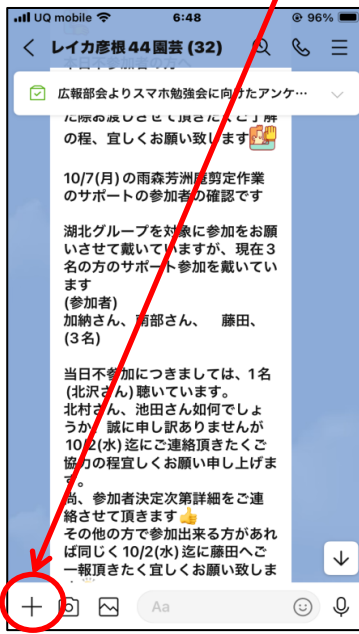 UQ mobile 6:48 96%
レイカ彦根44園芸 (32)
広報部会よりスマホ勉強会に向けたアンケ…
た際お渡しさせて頂きたくご了解
の程、宜しくお願い致します
10/7(月)の雨森芳洲庵剪定作業
のサポートの参加者の確認です
湖北グループを対象に参加をお願
いさせて戴いていますが、現在3
名の方のサポート参加を戴いてい
ます
(参加者)
加納さん、南部さん、　藤田、
(3名)
当日不参加につきましては、1名
(北沢さん)聴いています。
北村さん、池田さん如何でしょ
うか、誠に申し訳ありませんが
10/2(水)迄にご連絡頂きたくご
協力の程宜しくお願い申し上げま
す。
尚、参加者決定次第詳細をご連
絡させて頂きます
その他の方で参加出来る方があれ
ば同じく10/2(水)迄に藤田へご
一報頂きたく宜しくお願い致しま
Aa